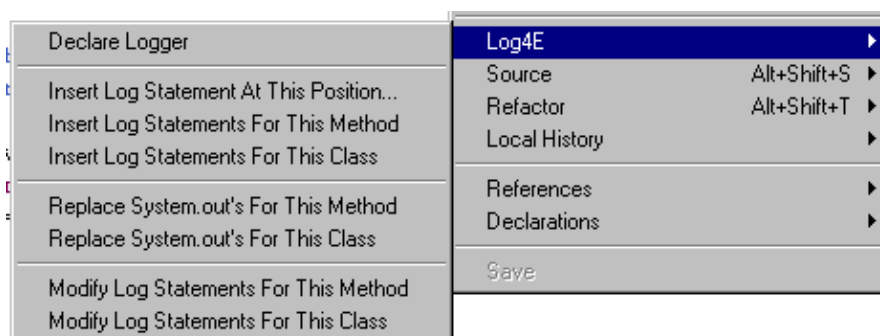 Declare Logger
Insert Log Statement At This Position...
Insert Log Statements For This Method
Insert Log Statements For This Class
Replace System.out's For This Method
Replace System.out's For This Class
Modify Log Statements For This Method
Modify Log Statements For This Class
Log4E
Source Alt+Shift+S
Refactor Alt+Shift+T
Local History
References
Declarations
Save